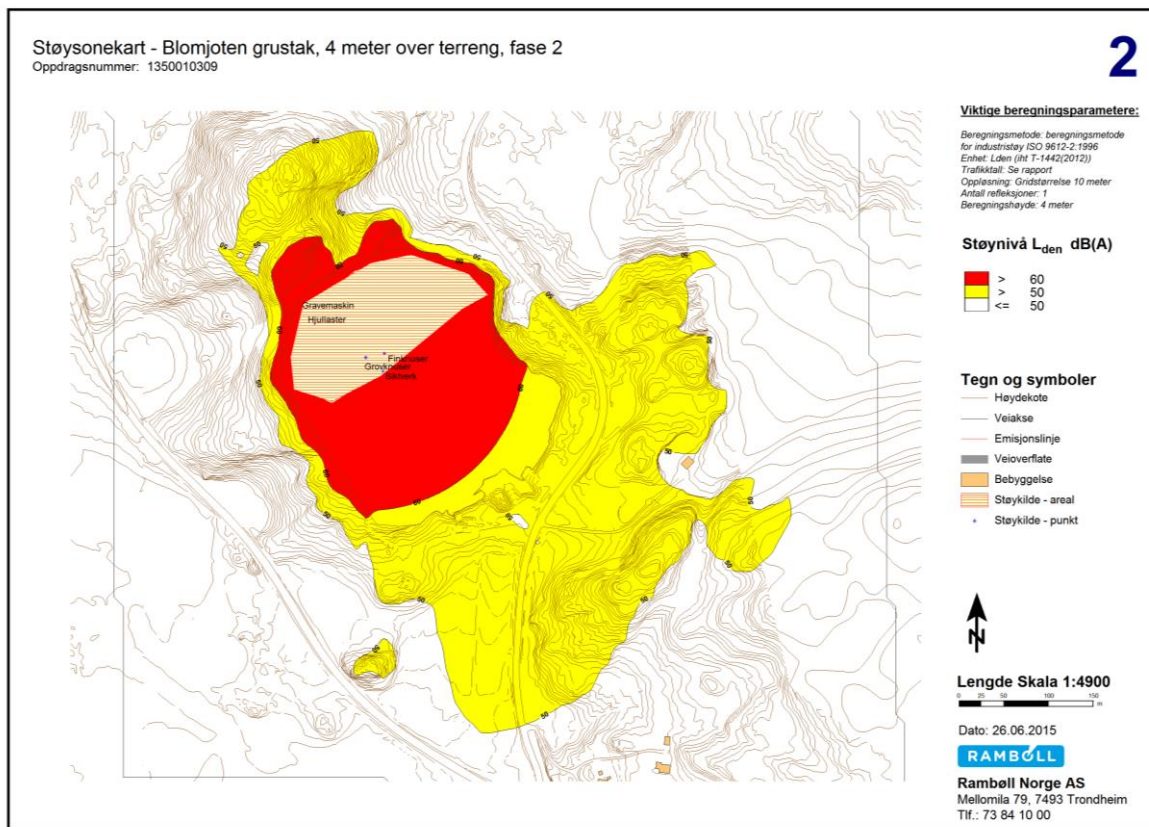 Støysonekart - Blomjoten grustak, 4 meter over terreng, fase 2
Oppdragsnummer: 1350010309
2
Viktige beregningsparametere:
Beregningsmetode: beregningsmetode
for industristøy ISO 9612-2:1996
Enhet: Lden (iht T-1442(2012))
Trafikktall: Se rapport
Oppløsning: Gridstørrelse 10 meter
Antall refleksjoner: 1
Beregningshøyde: 4 meter
Støynivå Lden dB(A)
> 60
> 50
<= 50
Gravemaskin
Hjullaster
Finknuser
Grovknuser
Siktverk
Tegn og symboler
Høydekote
Veiakse
Emisjonslinje
Veioverflate
Bebyggelse
Støykilde - areal
Støykilde - punkt
N
Lengde Skala 1:4900
0 25 50 100 150
m
Dato: 26.06.2015
RAMBOLL
Rambøll Norge AS
Mellomila 79, 7493 Trondheim
Tlf.: 73 84 10 00